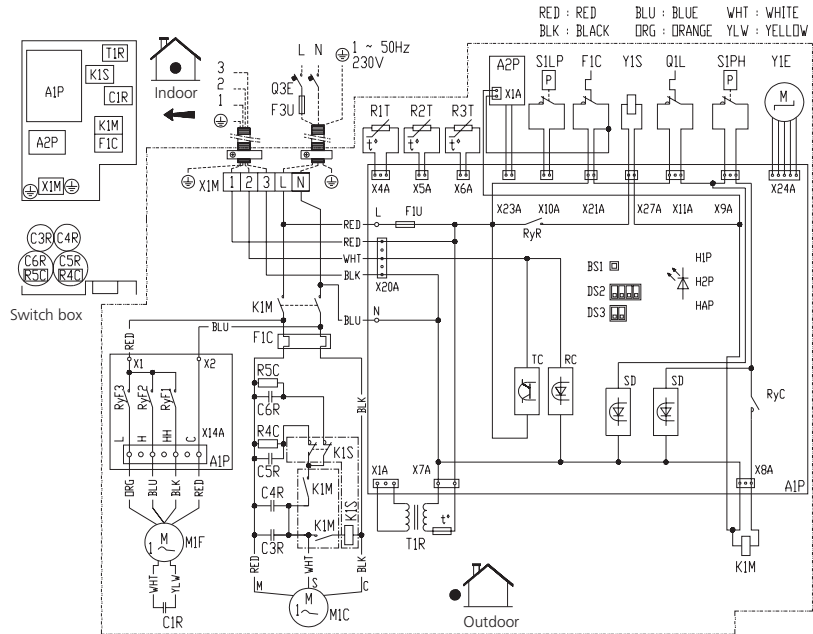 RED : RED BLU : BLUE WHT : WHITE
BLK : BLACK ORG : ORANGE YLW : YELLOW
T1R
K1S
C1R
A1P
K1M
F1C
A2P
X1M
Indoor
3
2
1
L N
1 ~ 50Hz
230V
Q3E
F3U
C3R C4R
C6R C5R
R5C R4C
Switch box
X1M 1 2 3 L N
R1T R2T R3T
t° t° t°
X4A X5A X6A
A2P S1LP F1C Y1S Q1L S1PH Y1E
X1A P P M
X23A X10A X21A X27A X11A X9A X24A
L F1U
RyR
RED
RED
WHT
BLK
X20A
BLU N
BS1
DS2
DS3
H1P
H2P
HAP
K1M
BLU
RED
F1C
X1 X2
RyF3 RyF2 RyF1
X14A
L H HH C
A1P
ORG BLU BLK RED
M
1~
M1F
WHT YLW
C1R
R5C
C6R
BLK
R4C
C5R
K1S
C4R
K1M
K1S
K1M
C3R
RED WHT BLK
M S C
M
1~
M1C
TC RC
SD SD
RyC
X1A X7A X8A
A1P
t°
T1R
K1M
Outdoor